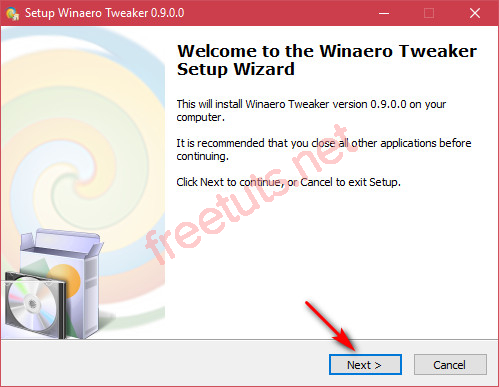 Setup Winaero Tweaker 0.9.0.0
Welcome to the Winaero Tweaker
Setup Wizard
This will install Winaero Tweaker version 0.9.0.0 on your
computer.
It is recommended that you close all other applications before
continuing.
Click Next to continue, or Cancel to exit Setup.
freetuts.net
Next >
Cancel